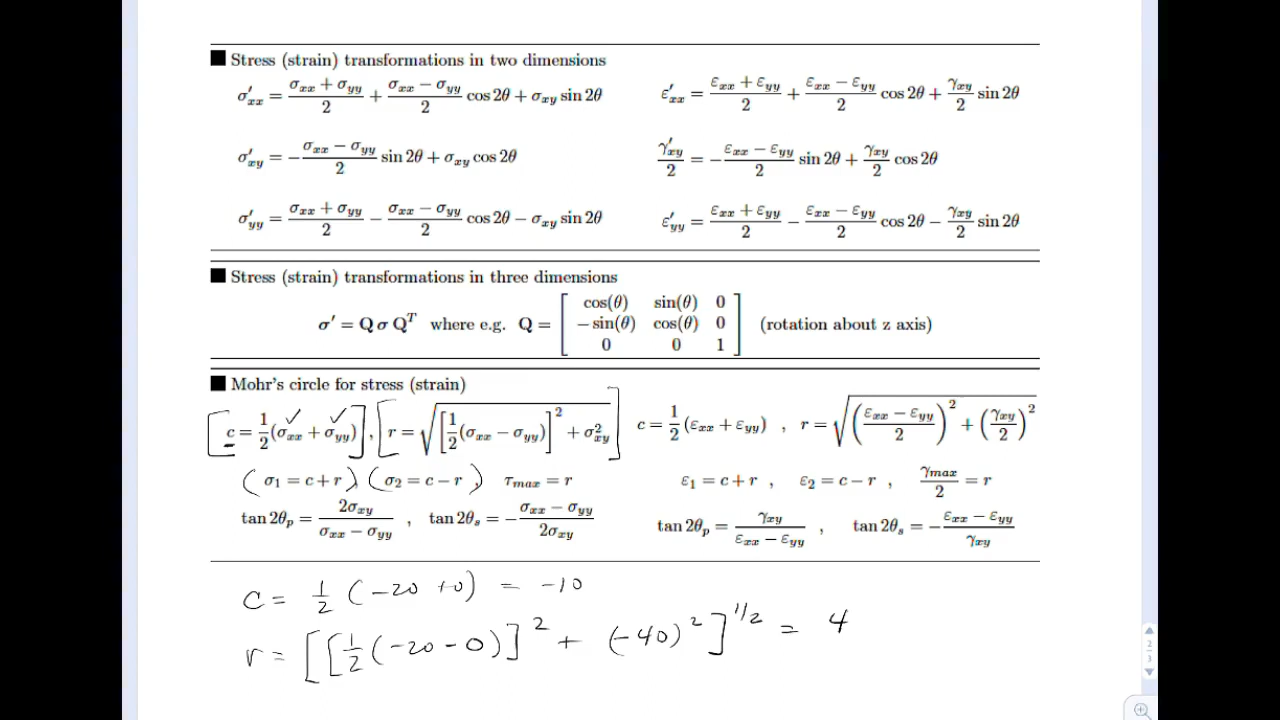 ■ Stress (strain) transformations in two dimensions
σ′xx = (σxx + σyy)/2 + (σxx − σyy)/2 cos 2θ + σxy sin 2θ    ε′xx = (εxx + εyy)/2 + (εxx − εyy)/2 cos 2θ + γxy/2 sin 2θ
σ′xy = −(σxx − σyy)/2 sin 2θ + σxy cos 2θ    γ′xy/2 = −(εxx − εyy)/2 sin 2θ + γxy/2 cos 2θ
σ′yy = (σxx + σyy)/2 − (σxx − σyy)/2 cos 2θ − σxy sin 2θ    ε′yy = (εxx + εyy)/2 − (εxx − εyy)/2 cos 2θ − γxy/2 sin 2θ
■ Stress (strain) transformations in three dimensions
σ′ = Q σ Qᵀ where e.g. Q = [cos(θ) sin(θ) 0; −sin(θ) cos(θ) 0; 0 0 1] (rotation about z axis)
■ Mohr's circle for stress (strain)
[c = 1/2(σxx + σyy)], [r = √([1/2(σxx − σyy)]² + σ²xy)]    c = 1/2(εxx + εyy) , r = √(((εxx − εyy)/2)² + (γxy/2)²)
(σ1 = c + r), (σ2 = c − r) τmax = r    ε1 = c + r , ε2 = c − r , γmax/2 = r
tan 2θp = 2σxy/(σxx − σyy) , tan 2θs = −(σxx − σyy)/2σxy    tan 2θp = γxy/(εxx − εyy) , tan 2θs = −(εxx − εyy)/γxy
c = 1/2 (−20 + 0) = −10
r = [[1/2 (−20 − 0)]² + (−40)²]^1/2 = 4
2
3